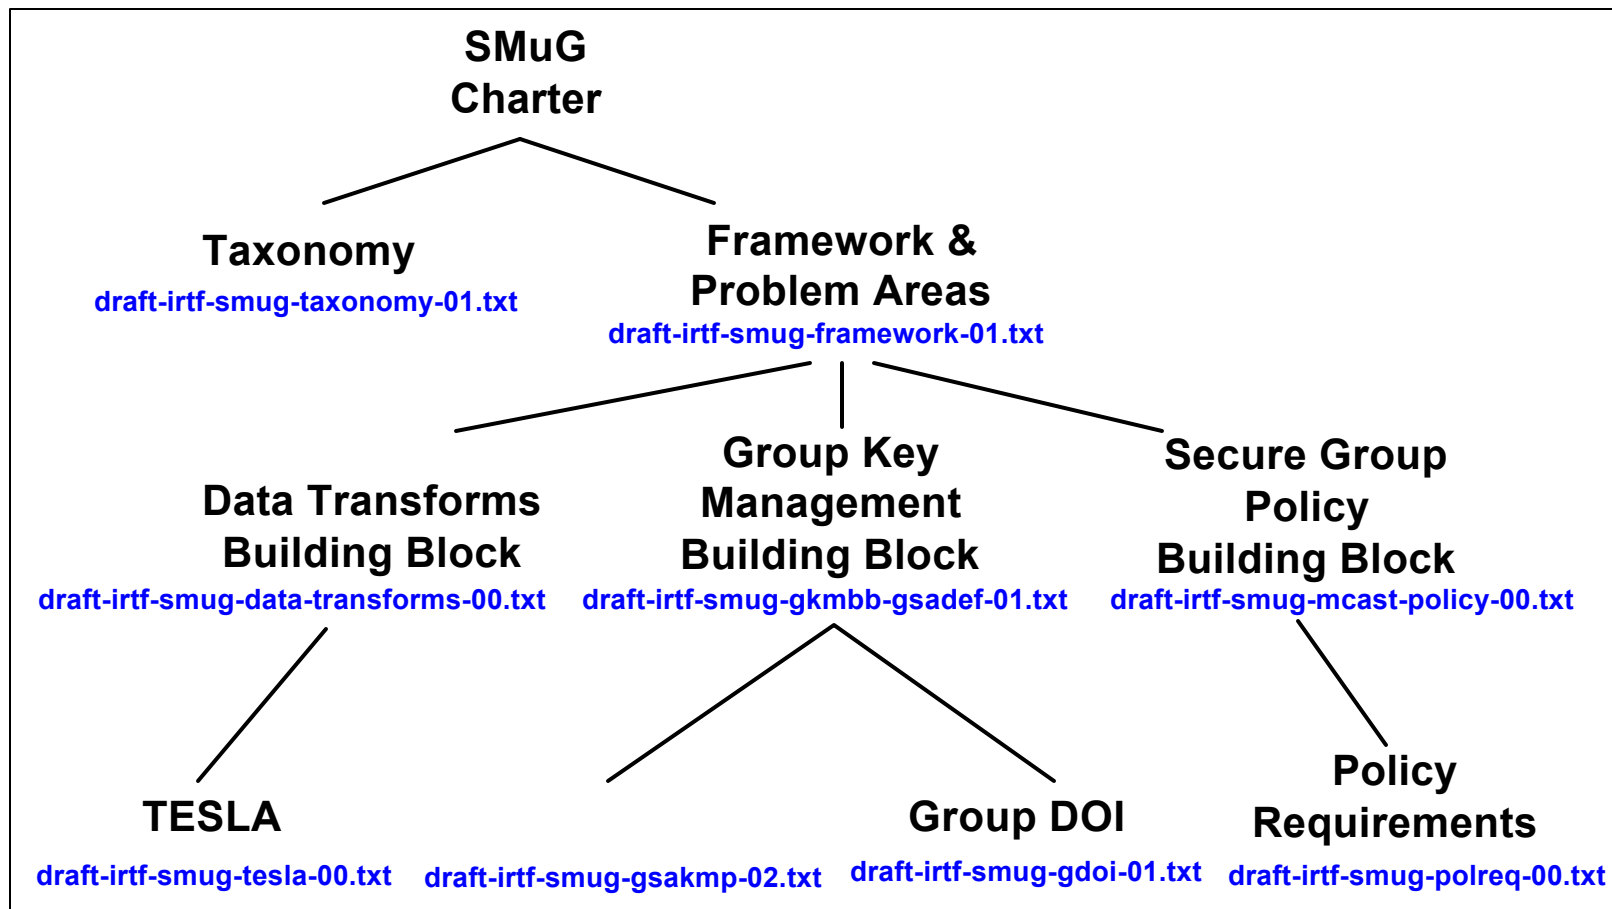 SMuG
Charter
Taxonomy
draft-irtf-smug-taxonomy-01.txt
Framework &
Problem Areas
draft-irtf-smug-framework-01.txt
Data Transforms
Building Block
draft-irtf-smug-data-transforms-00.txt
Group Key
Management
Building Block
draft-irtf-smug-gkmbb-gsadef-01.txt
Secure Group
Policy
Building Block
draft-irtf-smug-mcast-policy-00.txt
TESLA
draft-irtf-smug-tesla-00.txt
draft-irtf-smug-gsakmp-02.txt
Group DOI
draft-irtf-smug-gdoi-01.txt
Policy
Requirements
draft-irtf-smug-polreq-00.txt